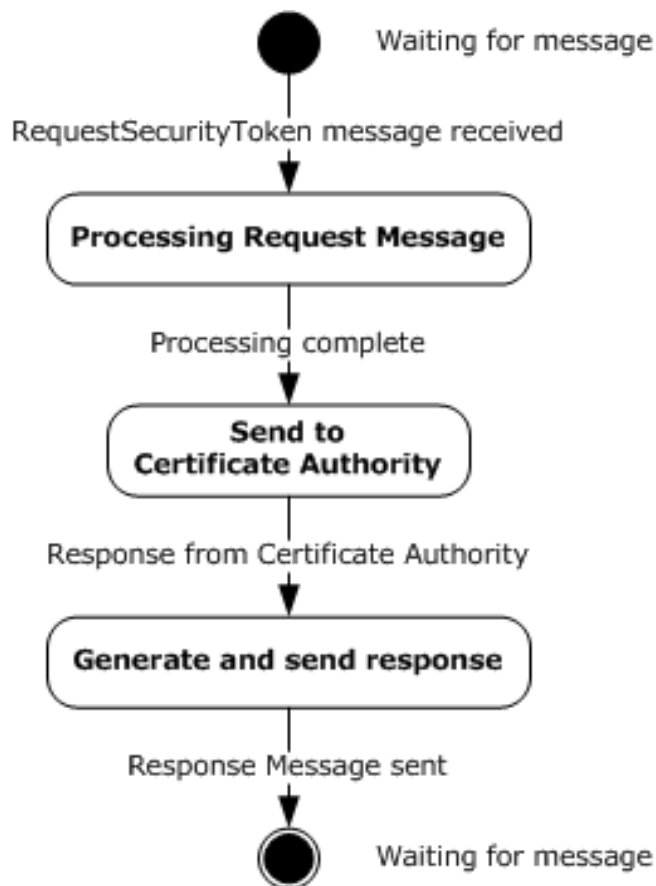 Waiting for message
RequestSecurityToken message received
Processing Request Message
Processing complete
Send to
Certificate Authority
Response from Certificate Authority
Generate and send response
Response Message sent
Waiting for message